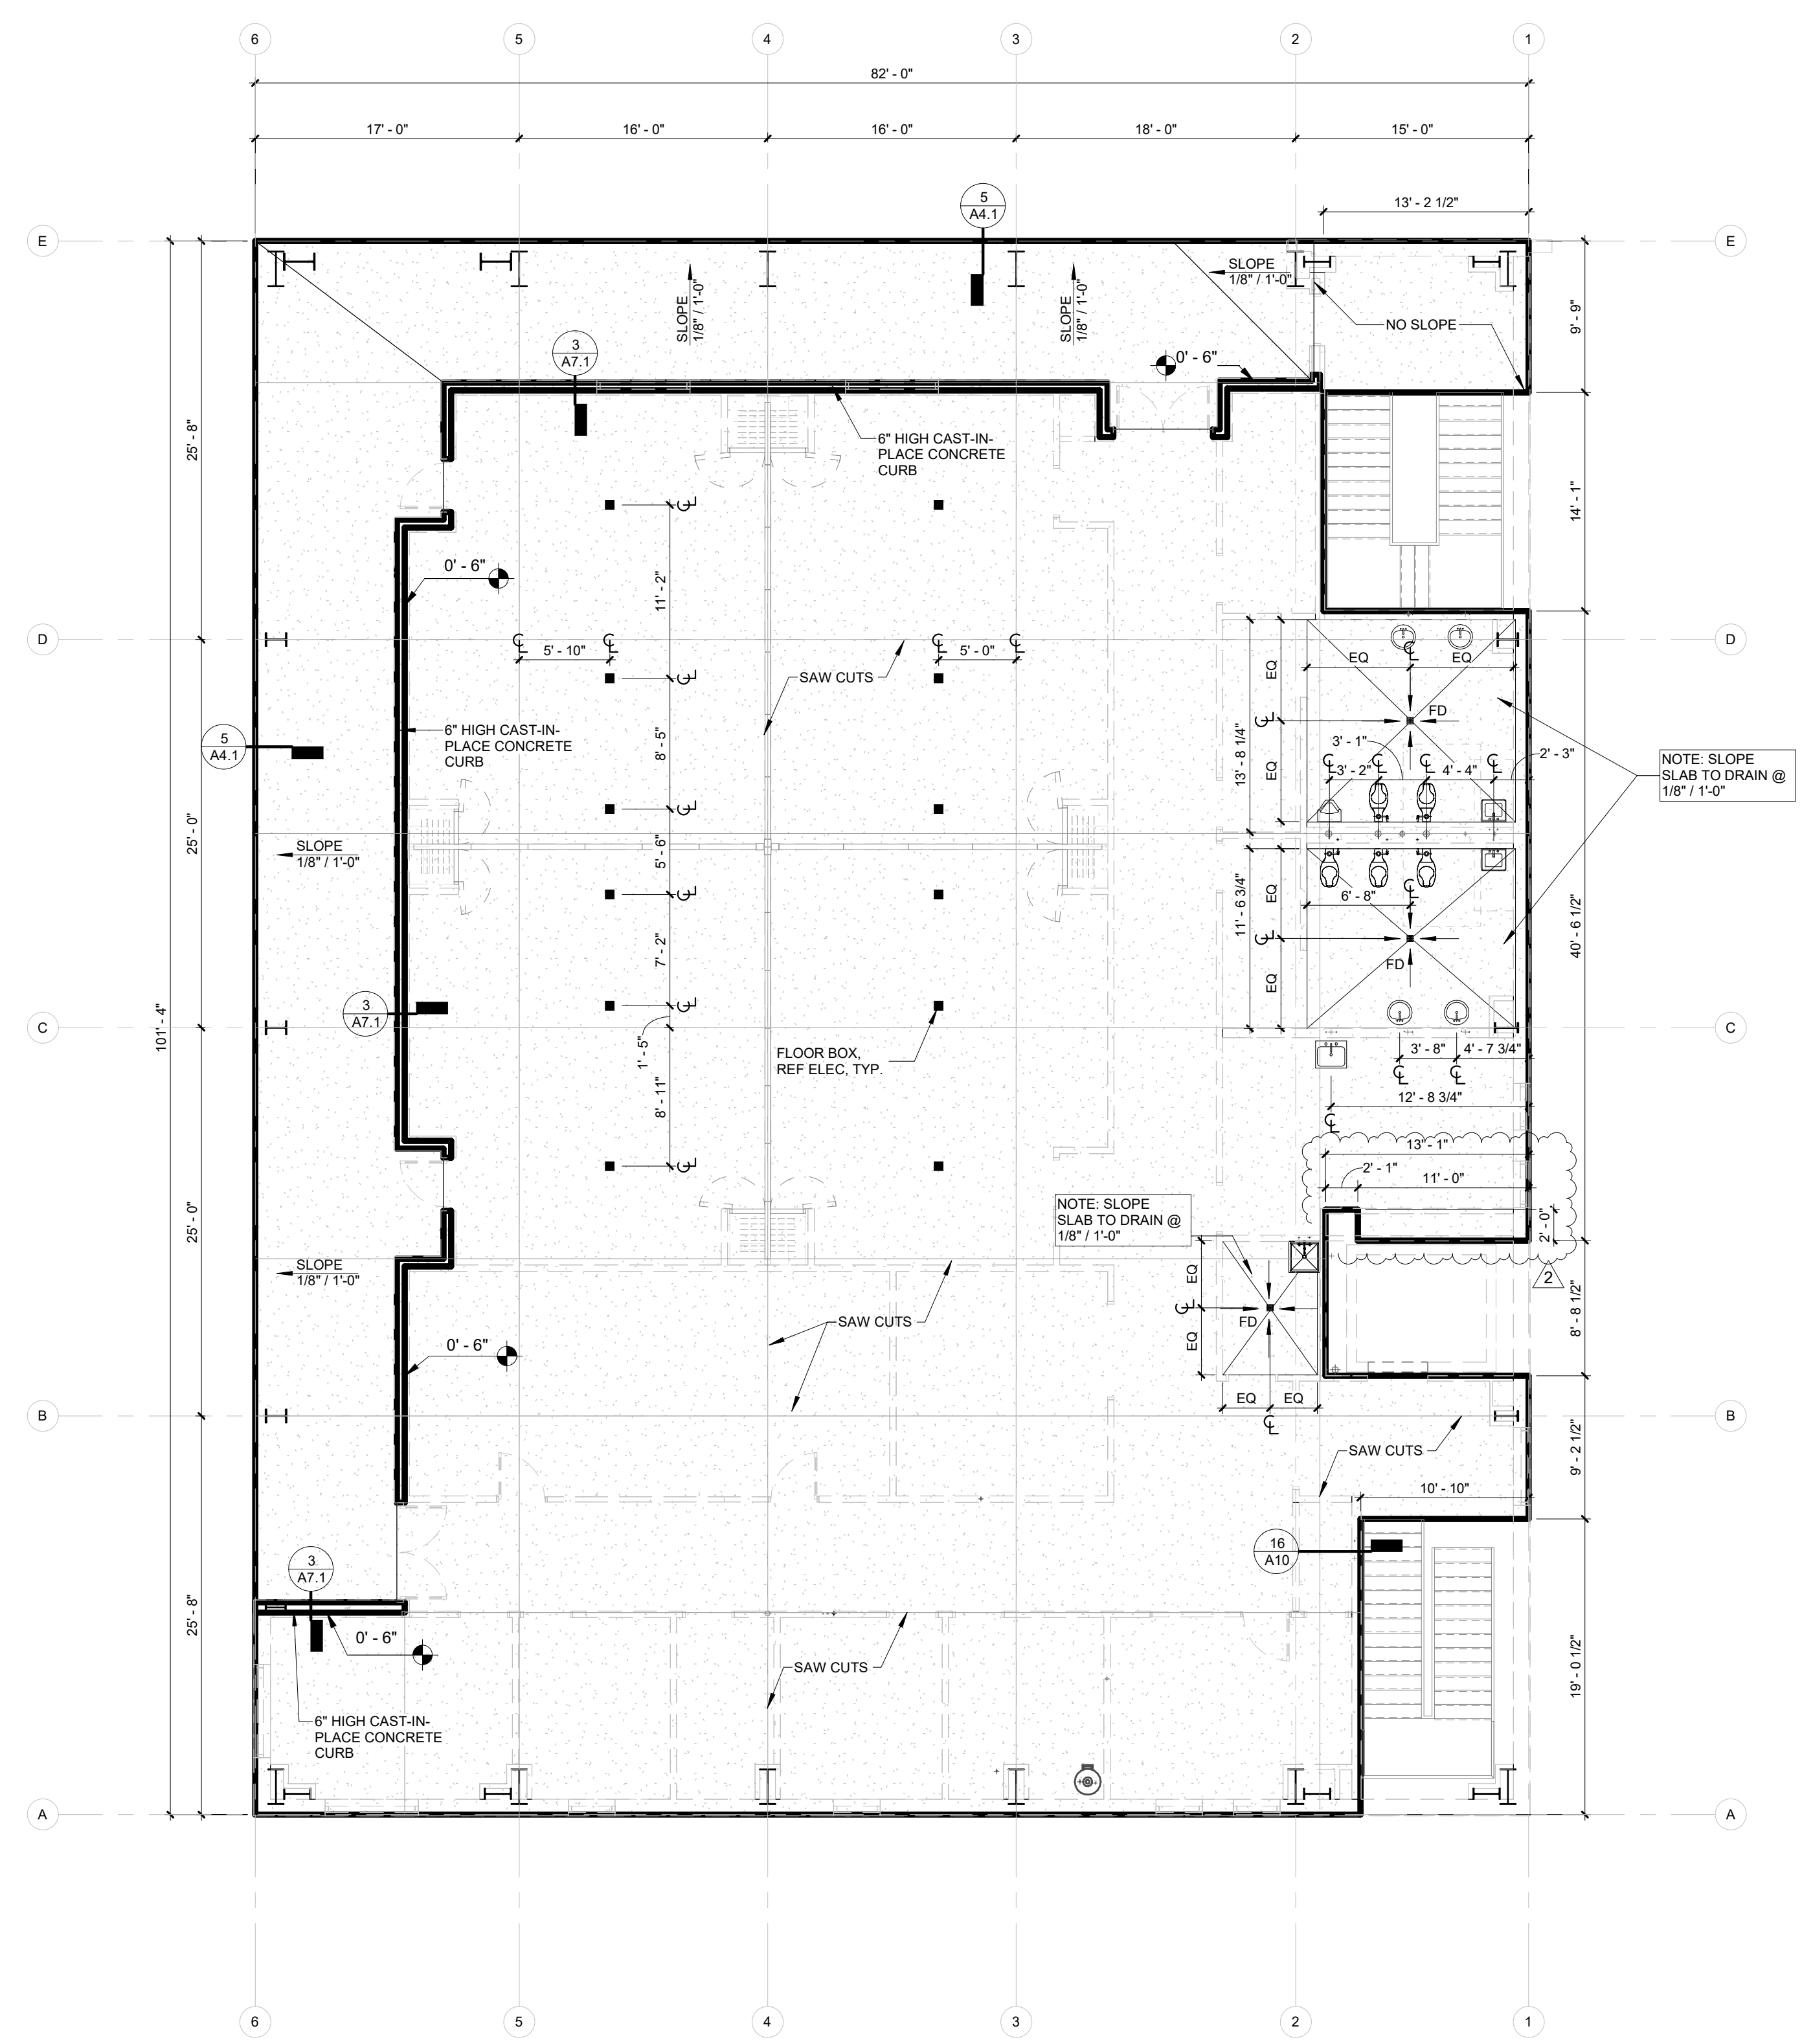 6
5
4
3
2
1
82' - 0"
17' - 0"
16' - 0"
16' - 0"
18' - 0"
15' - 0"
13' - 2 1/2"
5
A4.1
E
E
SLOPE
1/8" / 1'-0"
SLOPE
1/8" / 1'-0"
SLOPE
1/8" / 1'-0"
NO SLOPE
9' - 9"
3
A7.1
0' - 6"
6" HIGH CAST-IN-
PLACE CONCRETE
CURB
25' - 8"
14' - 1"
0' - 6"
11' - 2"
D
D
5' - 10"
5' - 0"
SAW CUTS
EQ
EQ
EQ
FD
13' - 8 1/4"
3' - 1"
2' - 3"
3' - 2"
4' - 4"
EQ
NOTE: SLOPE
SLAB TO DRAIN @
1/8" / 1'-0"
5
A4.1
6" HIGH CAST-IN-
PLACE CONCRETE
CURB
8' - 5"
25' - 0"
SLOPE
1/8" / 1'-0"
5' - 6"
11' - 6 3/4"
EQ
6' - 8"
40' - 6 1/2"
7' - 2"
FD
EQ
101' - 4"
3
A7.1
C
C
1' - 5"
FLOOR BOX,
REF ELEC, TYP.
3' - 8"
4' - 7 3/4"
8' - 11"
12' - 8 3/4"
13' - 1"
2' - 1"
11' - 0"
25' - 0"
NOTE: SLOPE
SLAB TO DRAIN @
1/8" / 1'-0"
2' - 0"
SLOPE
1/8" / 1'-0"
EQ
2
8' - 8 1/2"
SAW CUTS
FD
EQ
0' - 6"
EQ
EQ
B
B
SAW CUTS
9' - 2 1/2"
10' - 10"
16
A10
3
A7.1
25' - 8"
0' - 6"
SAW CUTS
19' - 0 1/2"
6" HIGH CAST-IN-
PLACE CONCRETE
CURB
A
A
6
5
4
3
2
1